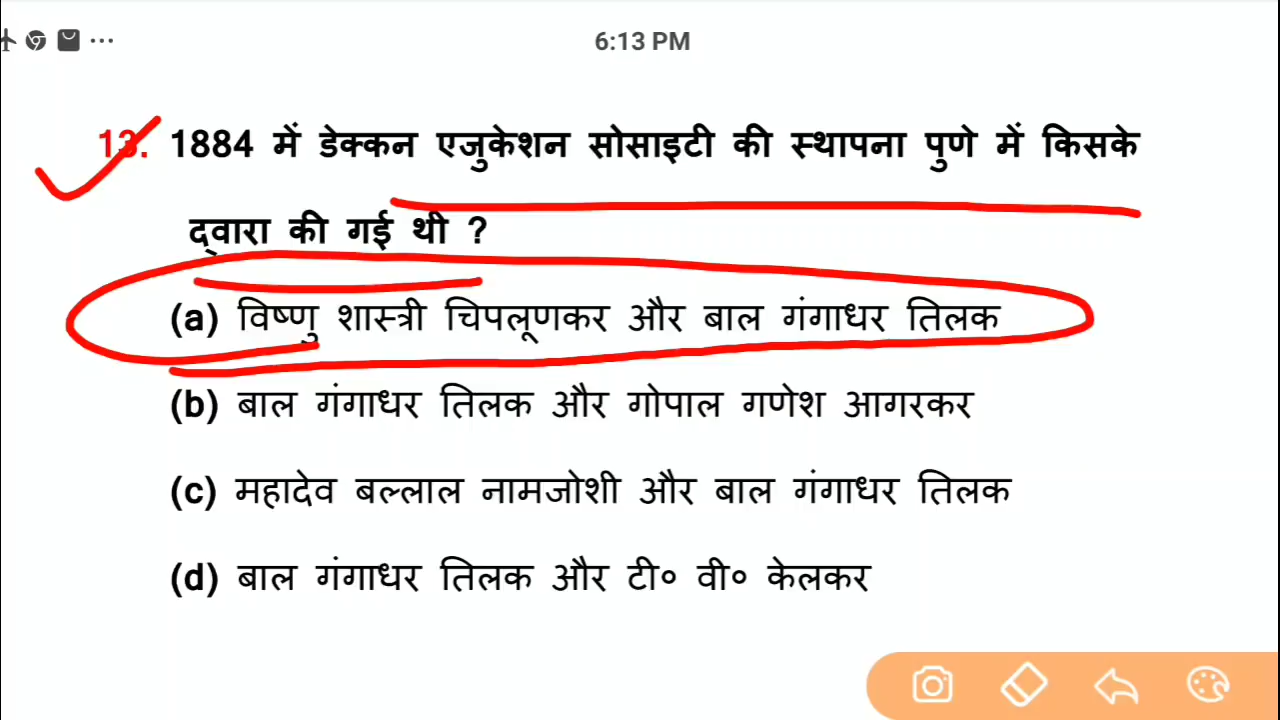 6:13 PM
13. 1884 में डेक्कन एजुकेशन सोसाइटी की स्थापना पुणे में किसके
द्वारा की गई थी ?
(a) विष्णु शास्त्री चिपलूणकर और बाल गंगाधर तिलक
(b) बाल गंगाधर तिलक और गोपाल गणेश आगरकर
(c) महादेव बल्लाल नामजोशी और बाल गंगाधर तिलक
(d) बाल गंगाधर तिलक और टी० वी० केलकर